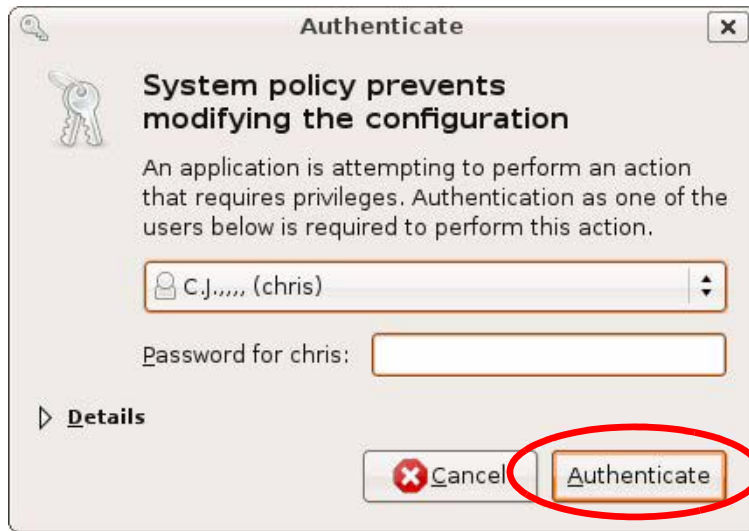 Authenticate
System policy prevents
modifying the configuration
An application is attempting to perform an action
that requires privileges. Authentication as one of the
users below is required to perform this action.
C.J.,,,, (chris)
Password for chris:
Details
Cancel Authenticate